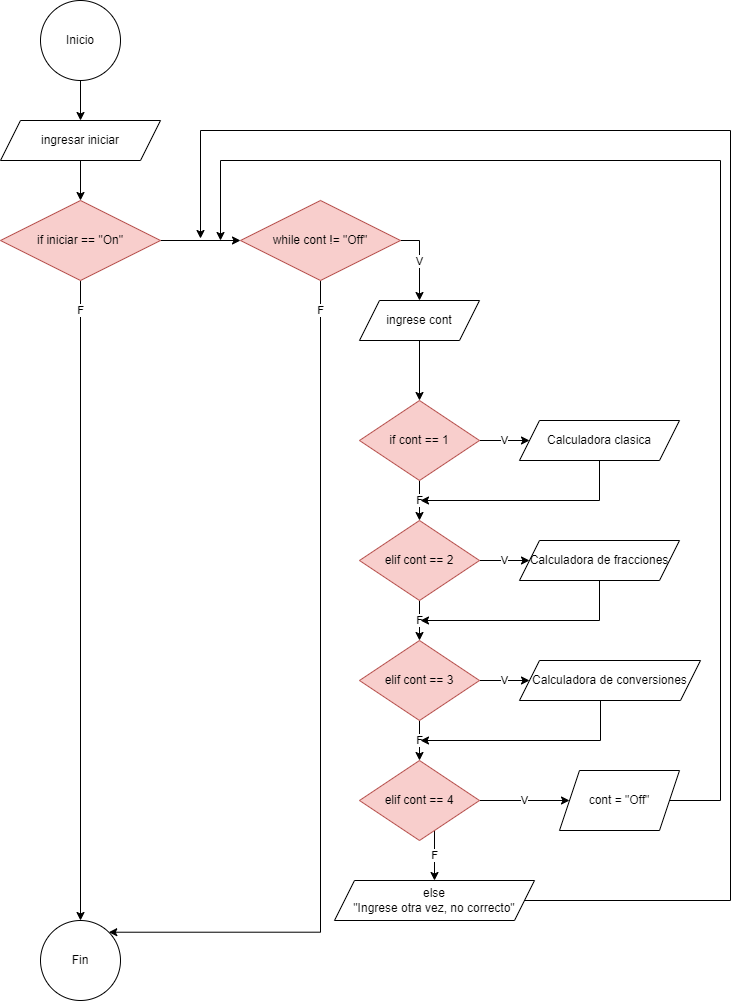 Inicio
ingresar iniciar
if iniciar == "On"
while cont != "Off"
V
F
F
ingrese cont
if cont == 1
V
Calculadora clasica
F
elif cont == 2
V
Calculadora de fracciones
F
elif cont == 3
V
Calculadora de conversiones
F
elif cont == 4
V
cont = "Off"
F
else
"Ingrese otra vez, no correcto"
Fin